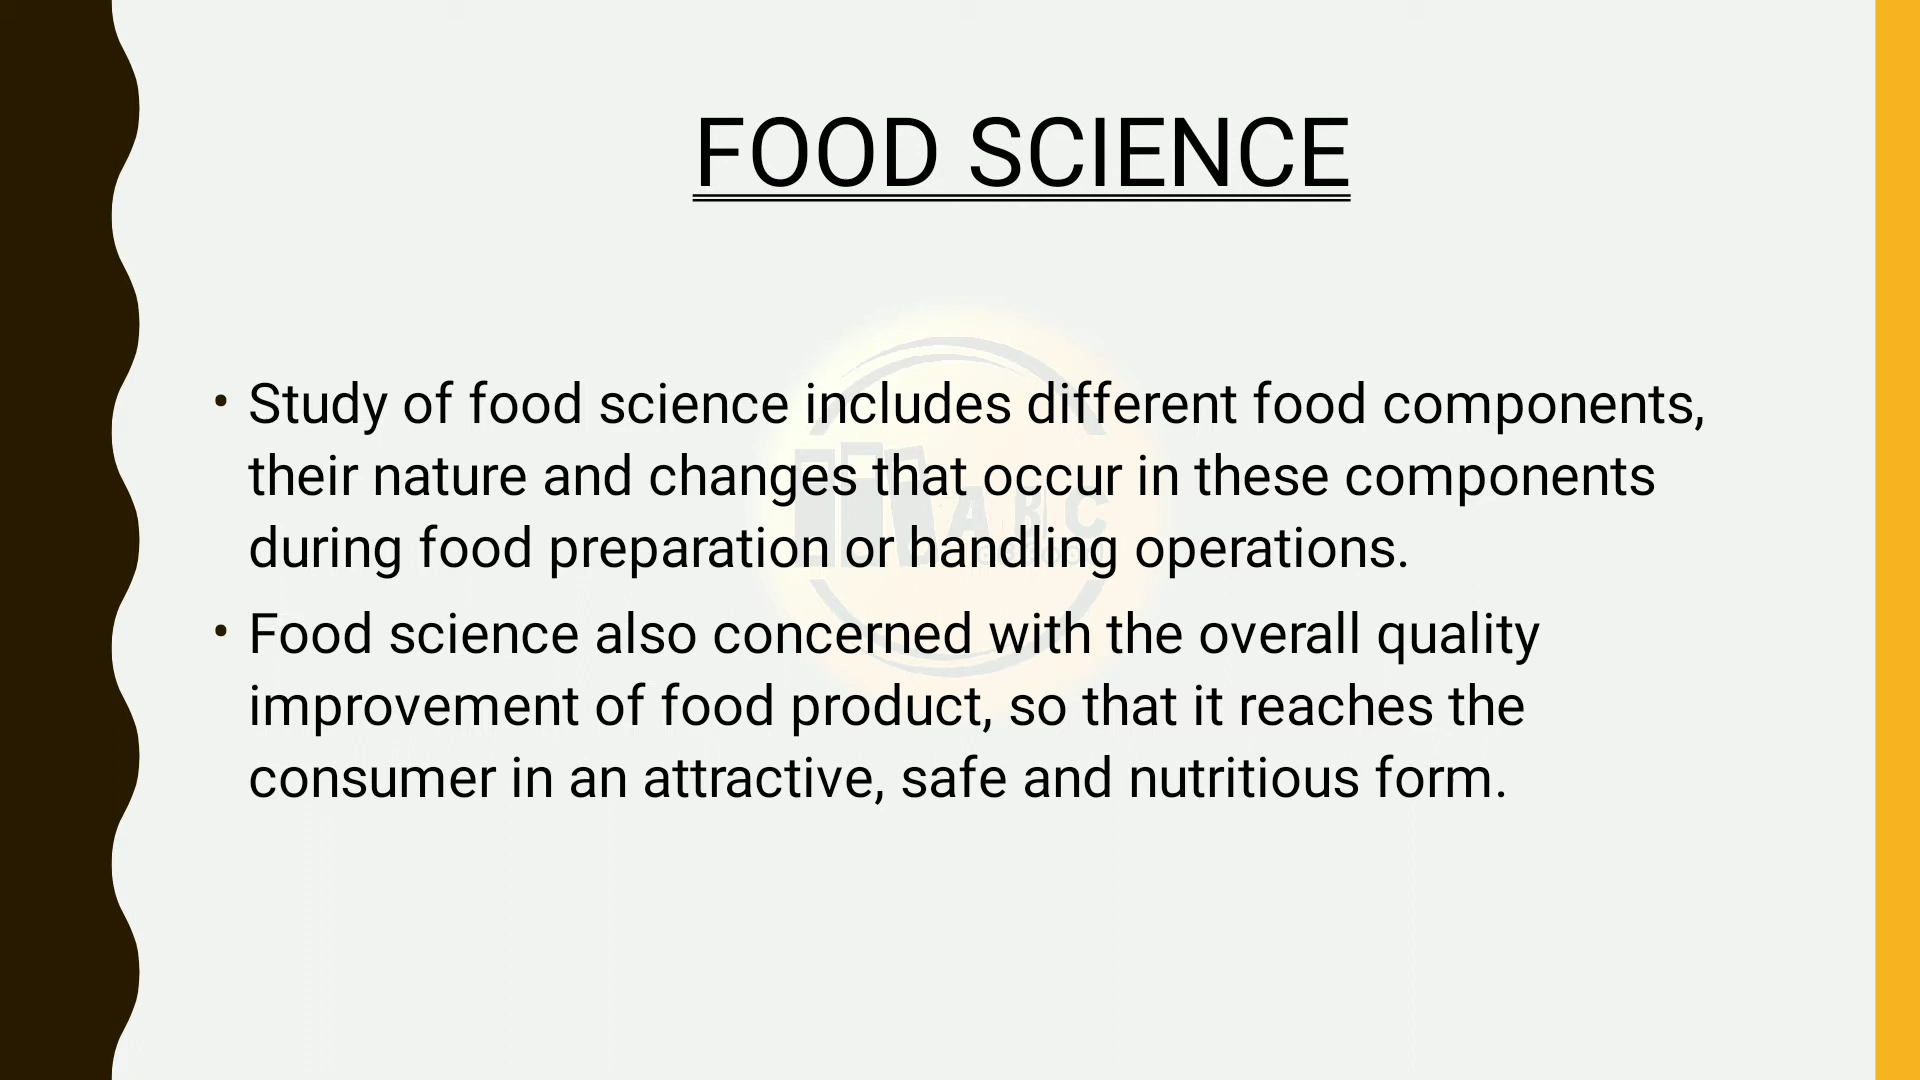 FOOD SCIENCE
• Study of food science includes different food components,
their nature and changes that occur in these components
during food preparation or handling operations.
• Food science also concerned with the overall quality
improvement of food product, so that it reaches the
consumer in an attractive, safe and nutritious form.